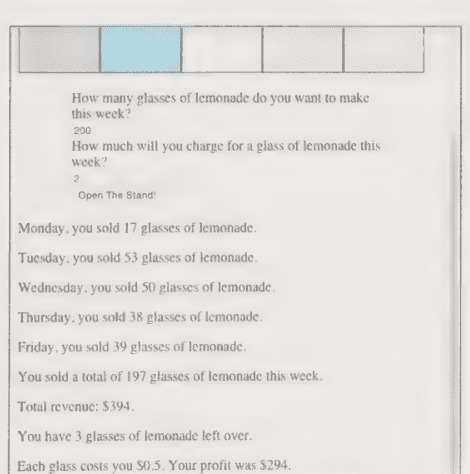 How many glasses of lemonade do you want to make
this week?
200
How much will you charge for a glass of lemonade this
week?
2
Open The Stand!
Monday, you sold 17 glasses of lemonade.
Tuesday, you sold 53 glasses of lemonade.
Wednesday, you sold 50 glasses of lemonade.
Thursday, you sold 38 glasses of lemonade.
Friday, you sold 39 glasses of lemonade.
You sold a total of 197 glasses of lemonade this week.
Total revenue: $394.
You have 3 glasses of lemonade left over.
Each glass costs you $0.5. Your profit was $294.